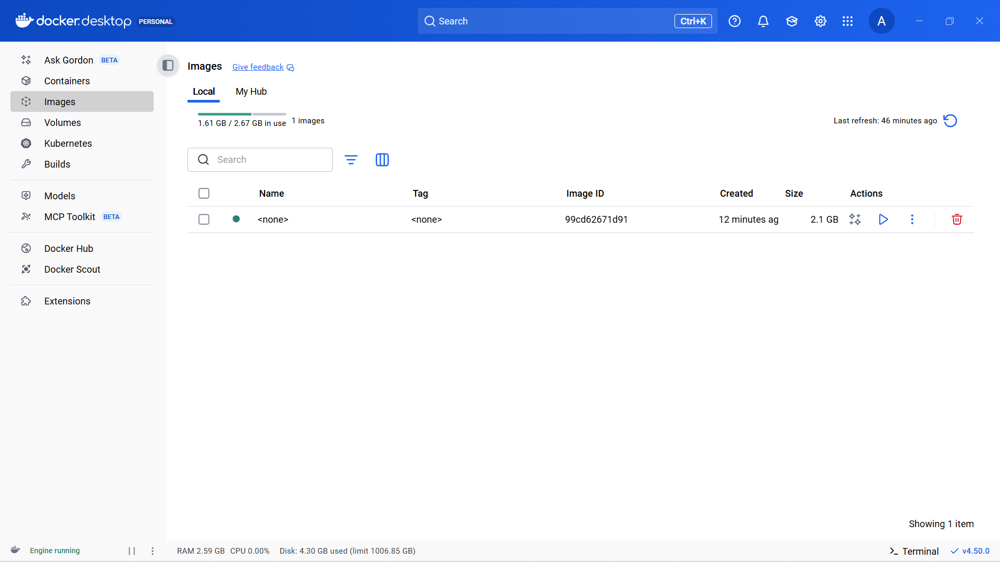 docker.desktop PERSONAL
Search Ctrl+K
A
Ask Gordon BETA
Containers
Images
Volumes
Kubernetes
Builds
Models
MCP Toolkit BETA
Docker Hub
Docker Scout
Extensions
Images Give feedback
Local My Hub
1.61 GB / 2.67 GB in use 1 images
Last refresh: 46 minutes ago
Search
Name Tag Image ID Created Size Actions
<none> <none> 99cd62671d91 12 minutes ag 2.1 GB
Showing 1 item
Engine running RAM 2.59 GB CPU 0.00% Disk: 4.30 GB used (limit 1006.85 GB) Terminal v4.50.0